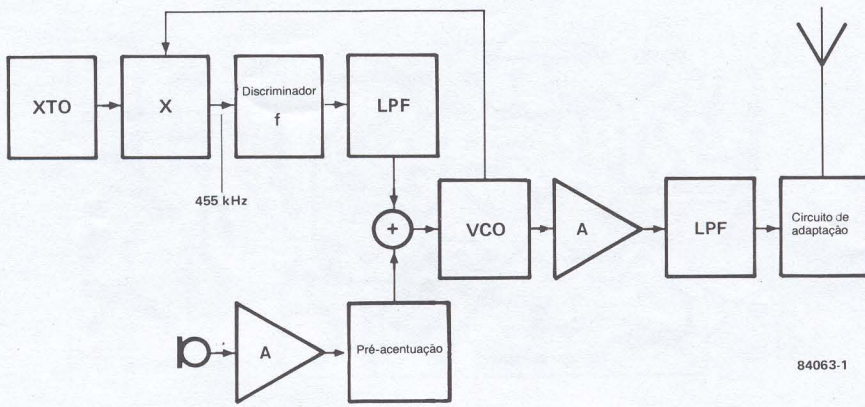 XTO
X
Discriminador
f
LPF
455 kHz
+
VCO
A
LPF
Circuito de
adaptação
A
Pré-acentuação
84063-1